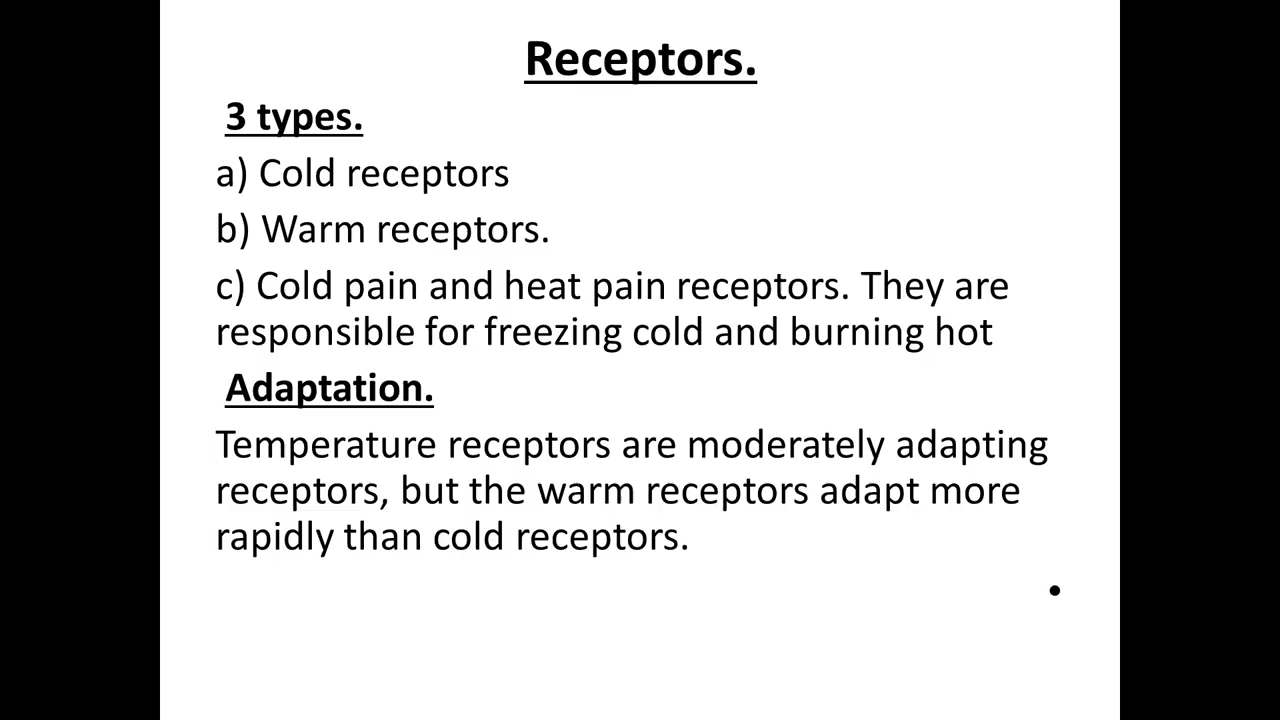 Receptors.
3 types.
a) Cold receptors
b) Warm receptors.
c) Cold pain and heat pain receptors. They are
responsible for freezing cold and burning hot
Adaptation.
Temperature receptors are moderately adapting
receptors, but the warm receptors adapt more
rapidly than cold receptors.
•